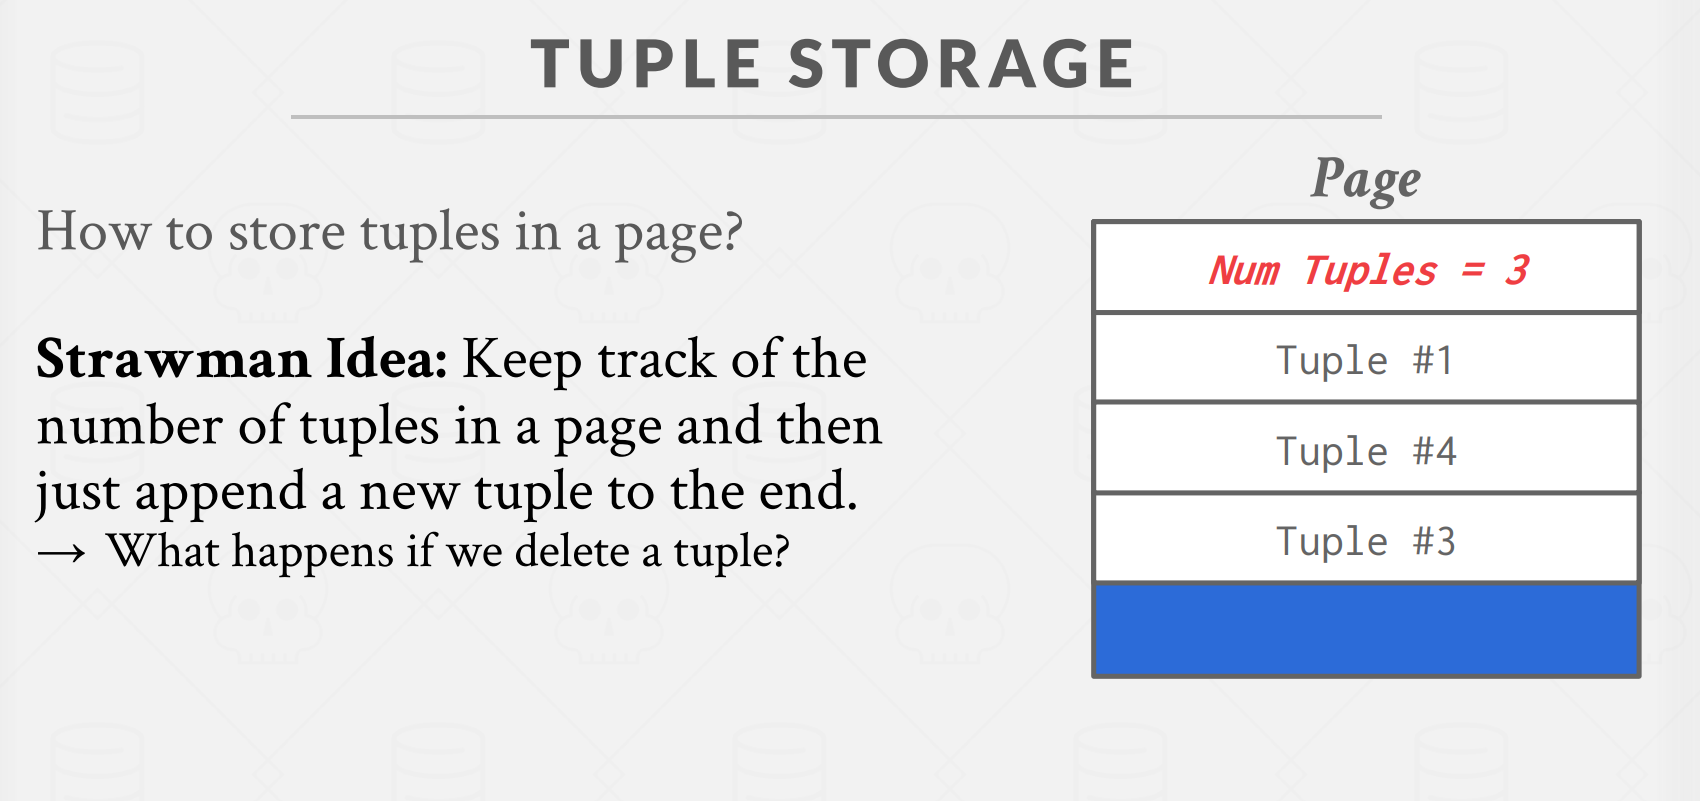 TUPLE STORAGE
How to store tuples in a page?
Strawman Idea: Keep track of the
number of tuples in a page and then
just append a new tuple to the end.
→ What happens if we delete a tuple?
Page
Num Tuples = 3
Tuple #1
Tuple #4
Tuple #3